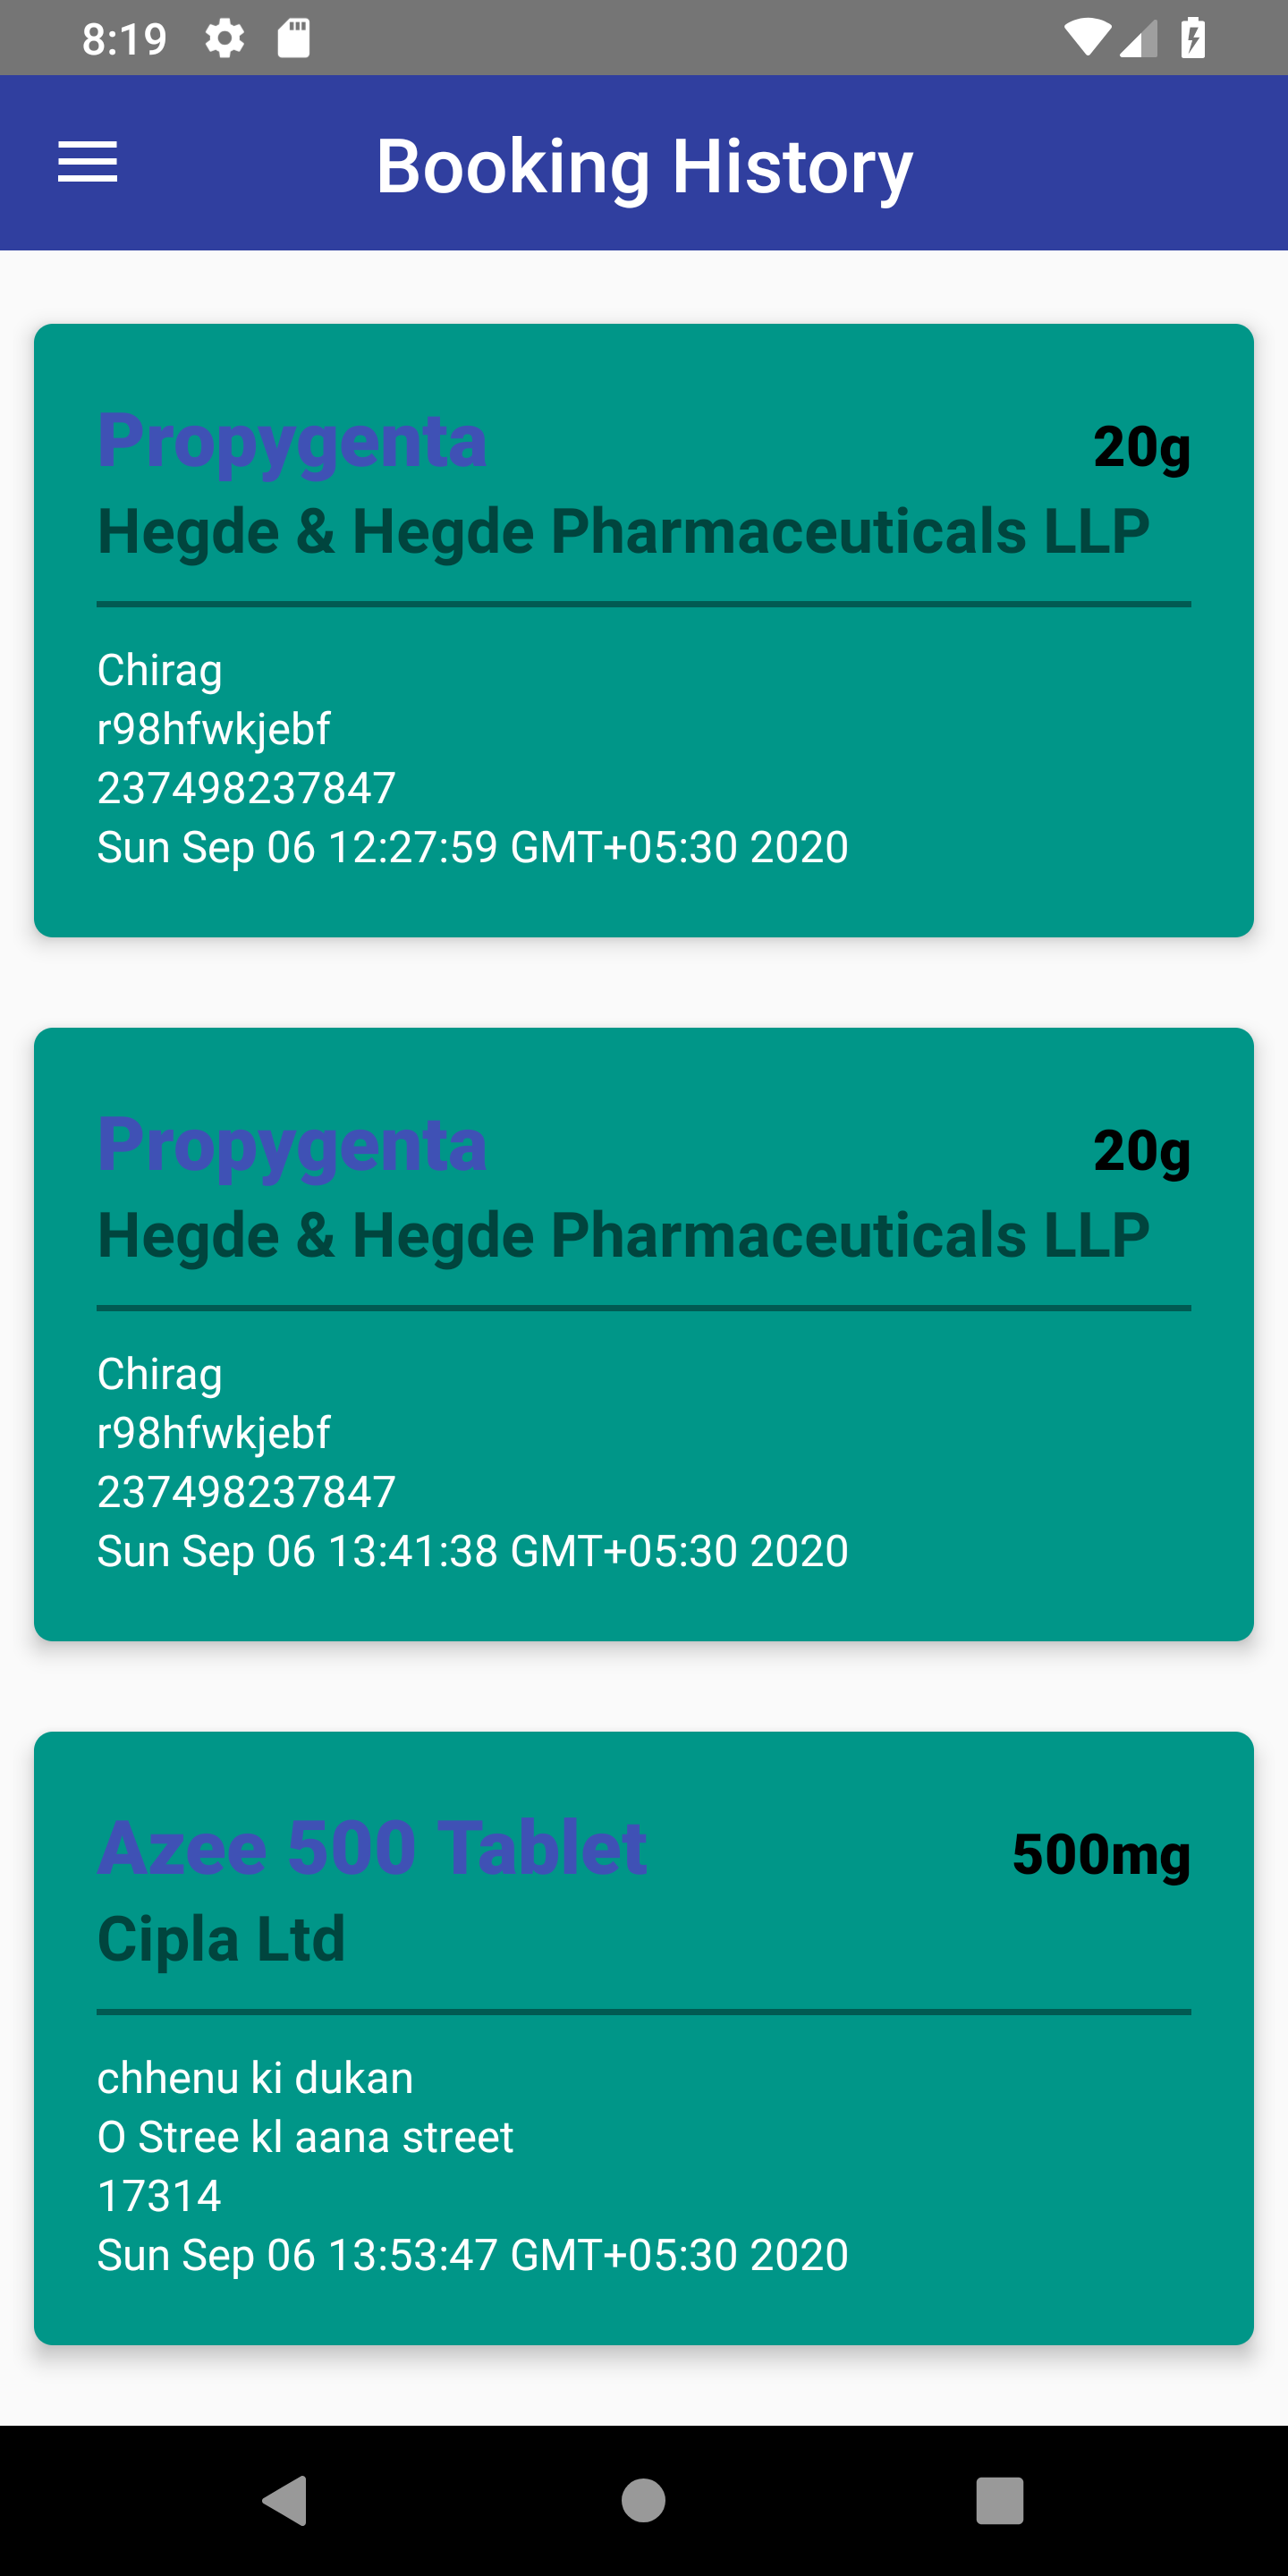 8:19
Booking History
Propygenta 20g
Hegde & Hegde Pharmaceuticals LLP
Chirag
r98hfwkjebf
237498237847
Sun Sep 06 12:27:59 GMT+05:30 2020
Propygenta 20g
Hegde & Hegde Pharmaceuticals LLP
Chirag
r98hfwkjebf
237498237847
Sun Sep 06 13:41:38 GMT+05:30 2020
Azee 500 Tablet 500mg
Cipla Ltd
chhenu ki dukan
O Stree kl aana street
17314
Sun Sep 06 13:53:47 GMT+05:30 2020